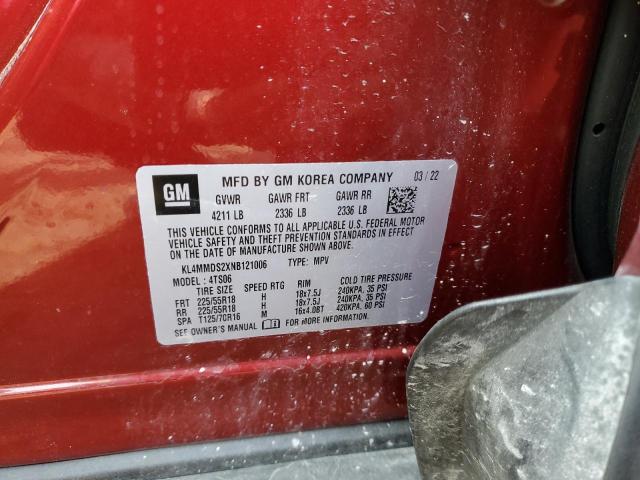 GM
MFD BY GM KOREA COMPANY 03 / 22
GVWR GAWR FRT GAWR RR
4211 LB 2336 LB 2336 LB
THIS VEHICLE CONFORMS TO ALL APPLICABLE U.S. FEDERAL MOTOR
VEHICLE SAFETY AND THEFT PREVENTION STANDARDS IN EFFECT
ON THE DATE OF MANUFACTURE SHOWN ABOVE.
KL4MMDS2XNB121006 TYPE: MPV
MODEL : 4TS06
TIRE SIZE SPEED RTG RIM COLD TIRE PRESSURE
FRT 225/55R18 H 18x7.5J 240KPA, 35 PSI
RR 225/55R18 H 18x7.5J 240KPA, 35 PSI
SPA T125/70CR16 M 16x4.0BT 420KPA, 60 PSI
SEE OWNER'S MANUAL FOR MORE INFORMATION.